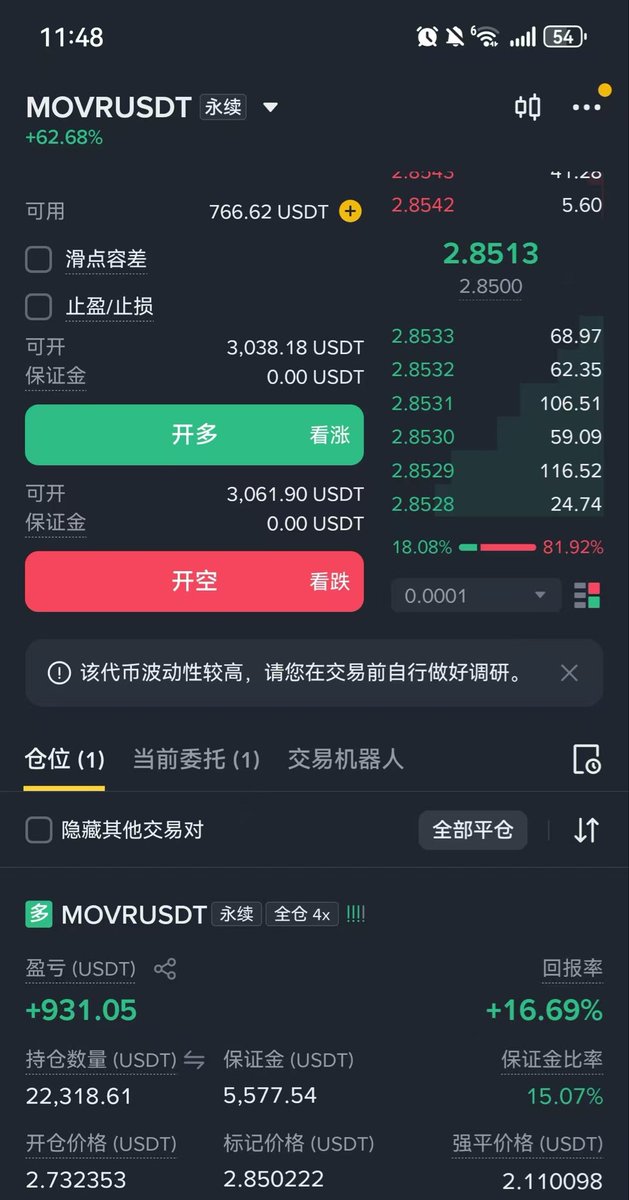 11:48
6
54
MOVRUSDT 永续
+62.68%
可用 766.62 USDT
滑点容差
止盈/止损
可开 3,038.18 USDT
保证金 0.00 USDT
开多 看涨
可开 3,061.90 USDT
保证金 0.00 USDT
开空 看跌
2.8543 41.28
2.8542 5.60
2.8513
2.8500
2.8533 68.97
2.8532 62.35
2.8531 106.51
2.8530 59.09
2.8529 116.52
2.8528 24.74
18.08% 81.92%
0.0001
该代币波动性较高，请您在交易前自行做好调研。
仓位 (1) 当前委托 (1) 交易机器人
隐藏其他交易对 全部平仓
多 MOVRUSDT 永续 全仓 4x !!!!
盈亏 (USDT) 回报率
+931.05 +16.69%
持仓数量 (USDT) 保证金 (USDT) 保证金比率
22,318.61 5,577.54 15.07%
开仓价格 (USDT) 标记价格 (USDT) 强平价格 (USDT)
2.732353 2.850222 2.110098